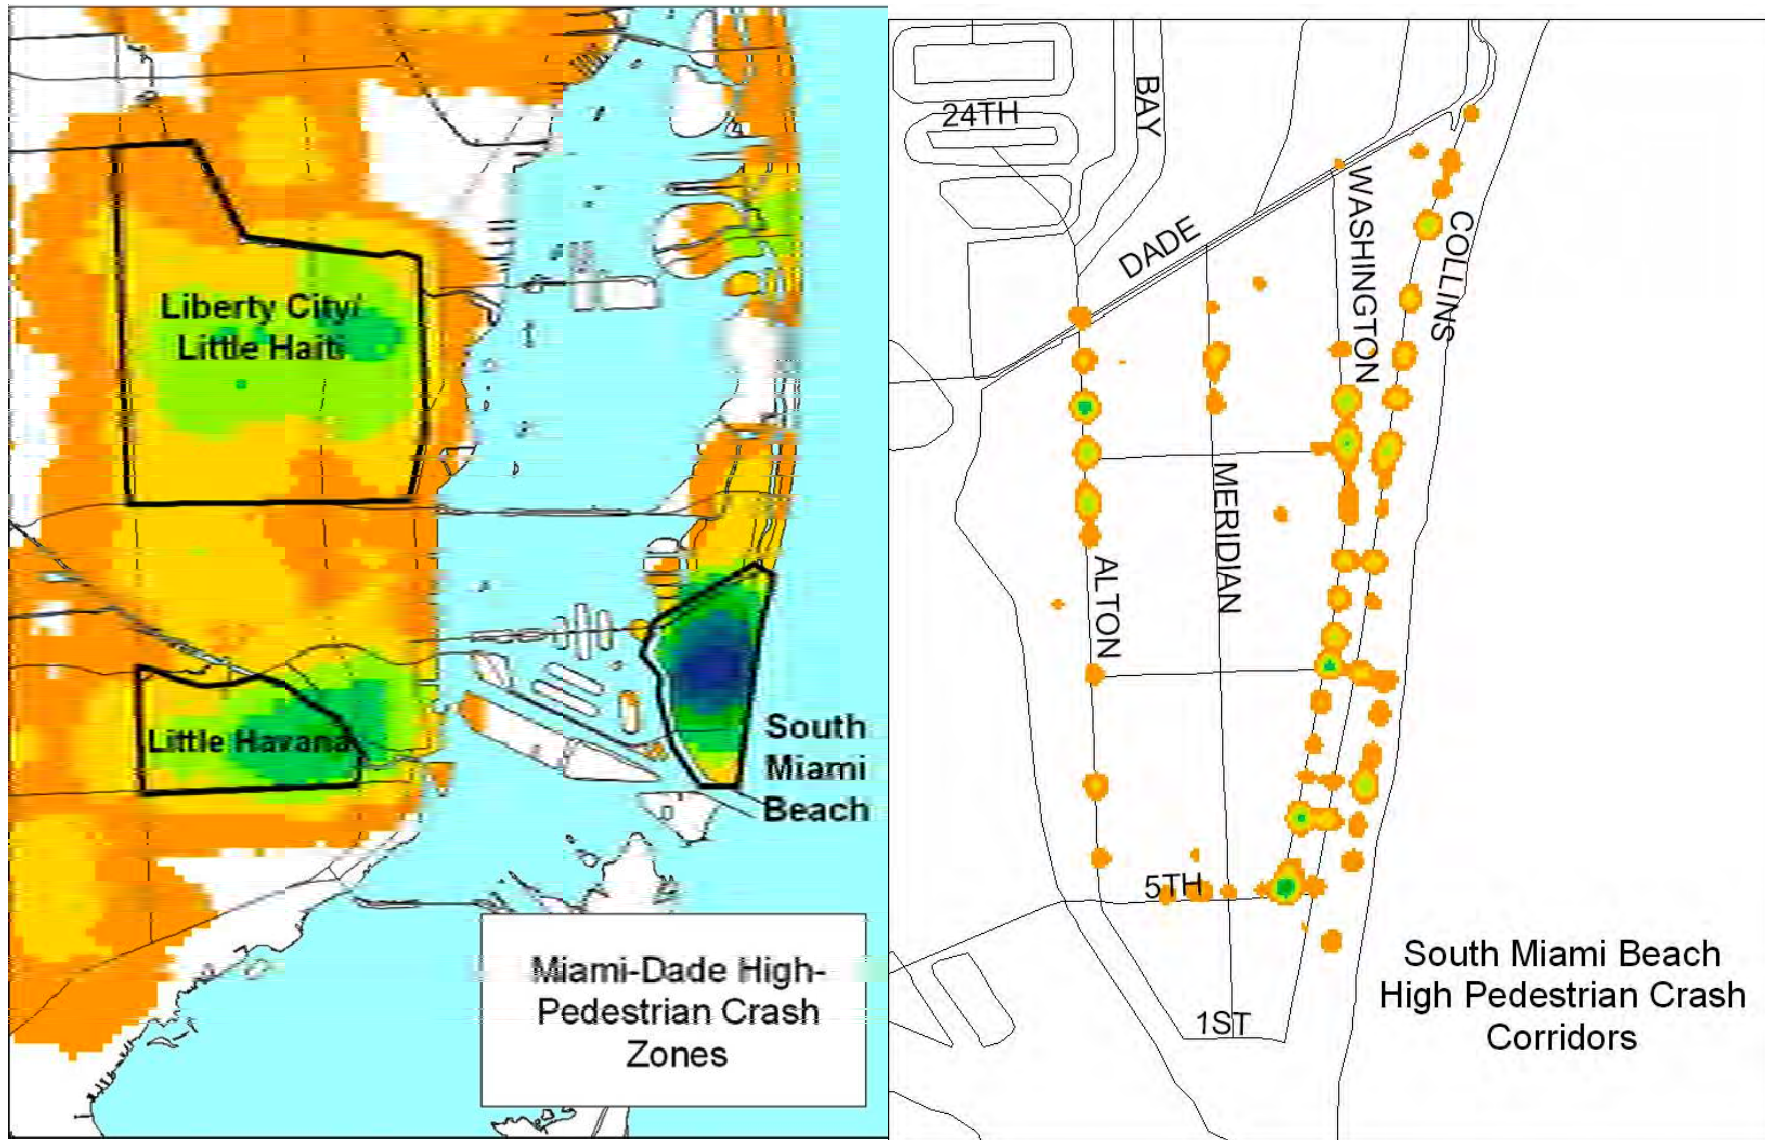 Liberty City/
Little Haiti
Little Havana
South
Miami
Beach
Miami-Dade High-
Pedestrian Crash
Zones
24TH
BAY
DADE
WASHINGTON
COLLINS
MERIDIAN
ALTON
5TH
1ST
South Miami Beach
High Pedestrian Crash
Corridors